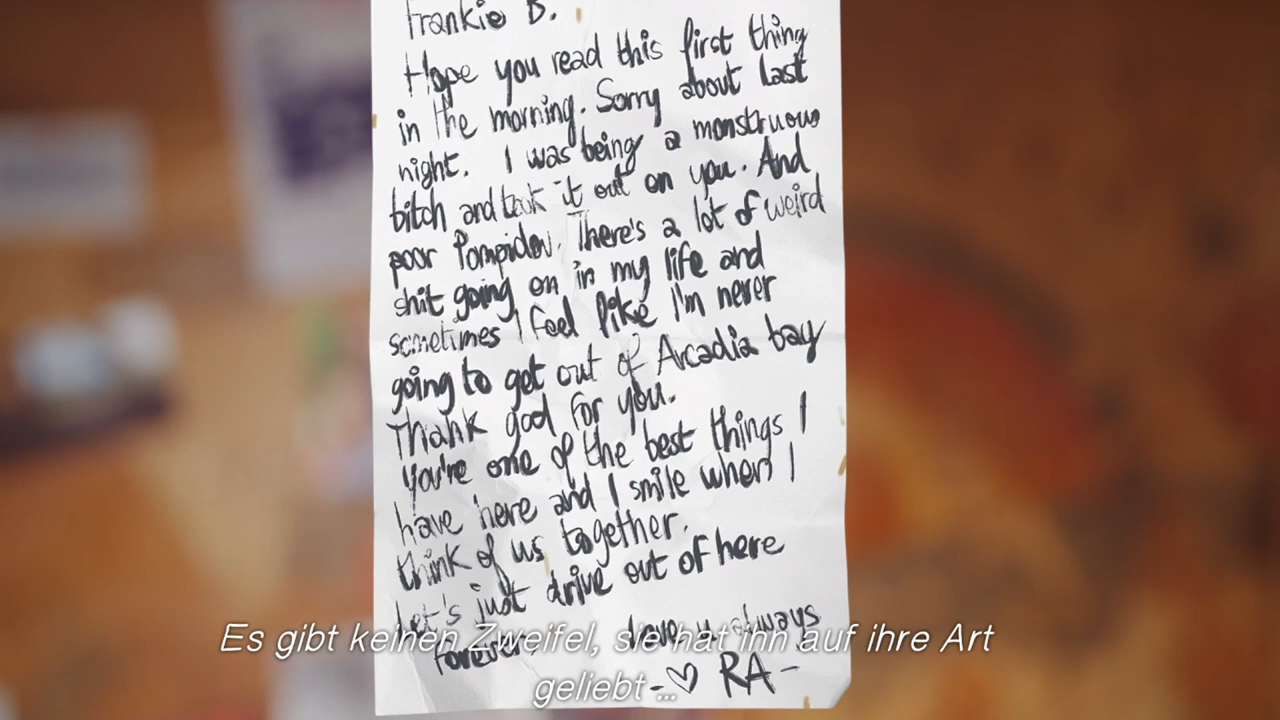 Frankie B.
Hope you read this first thing
in the morning. Sorry about last
night. I was being a monstruous
bitch and took it out on you. And
poor Pompidou. There's a lot of weird
shit going on in my life and
sometimes I feel like I'm never
going to get out of Arcadia bay
Thank god for you.
You're one of the best things I
have here and I smile when I
think of us together.
Let's just drive out of here
forever. Love u always
-♡ RA-
Es gibt keinen Zweifel, sie hat ihn auf ihre Art
geliebt ...